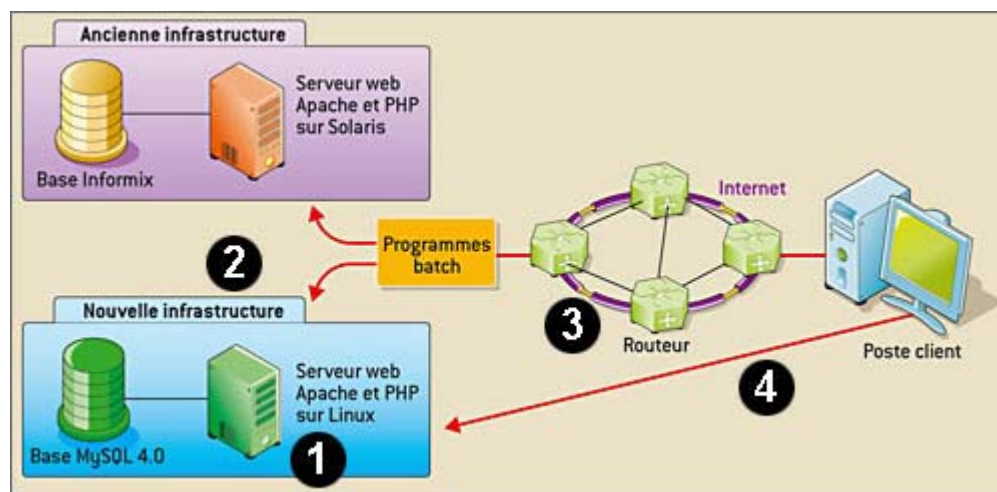 Ancienne infrastructure
Serveur web
Apache et PHP
sur Solaris
Base Informix
Internet
Programmes
batch
2
3
Routeur
Poste client
4
Nouvelle infrastructure
Serveur web
Apache et PHP
sur Linux
1
Base MySQL 4.0